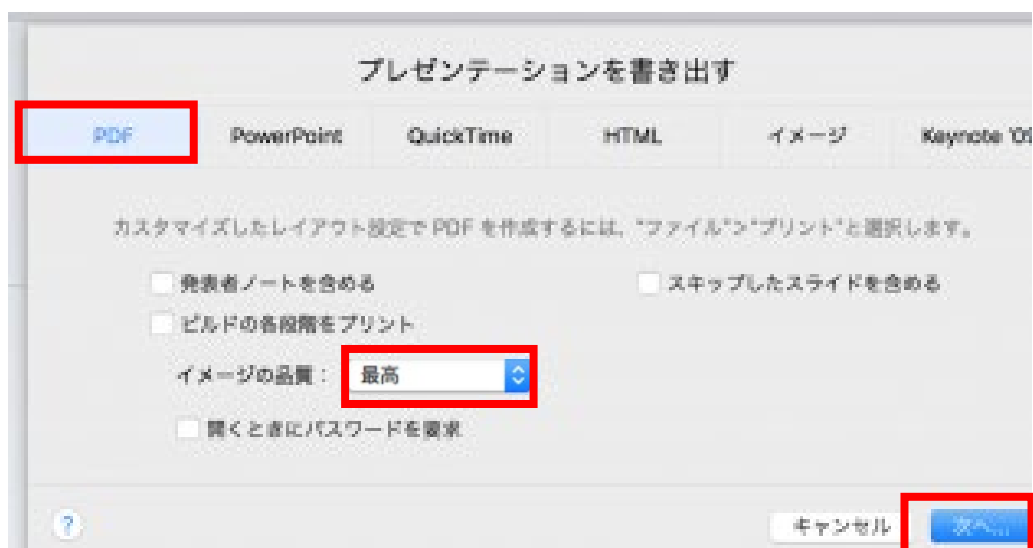 プレゼンテーションを書き出す
PDF PowerPoint QuickTime HTML イメージ Keynote '09
カスタマイズしたレイアウト設定で PDF を作成するには、"ファイル">"プリント"と選択します。
発表者ノートを含める スキップしたスライドを含める
ビルドの各段階をプリント
イメージの品質： 最高
開くときにパスワードを要求
? キャンセル 次へ...